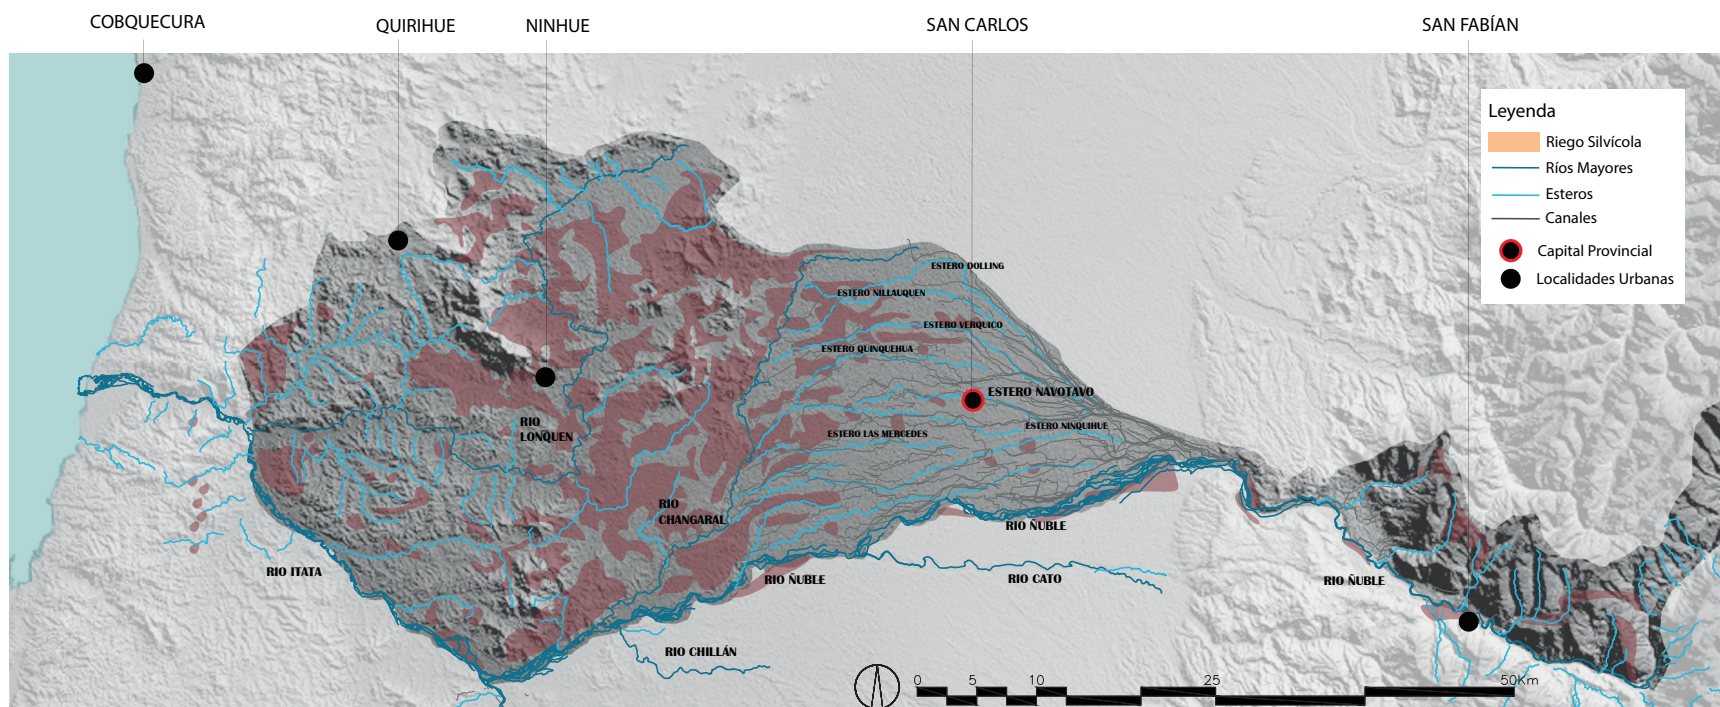 COBQUECURA
QUIRIHUE
NINHUE
SAN CARLOS
SAN FABÍAN
Leyenda
Riego Silvícola
Ríos Mayores
Esteros
Canales
Capital Provincial
Localidades Urbanas
ESTERO DOLLING
ESTERO NILLAUQUEN
ESTERO VERQUICO
ESTERO QUINQUEHUA
ESTERO NAVOTAVO
RIO
LONQUEN
ESTERO LAS MERCEDES
ESTERO NINQUIHUE
RIO
CHANGARAL
RIO ÑUBLE
RIO ITATA
RIO ÑUBLE
RIO CATO
RIO ÑUBLE
RIO CHILLÁN
0 5 10 25 50Km